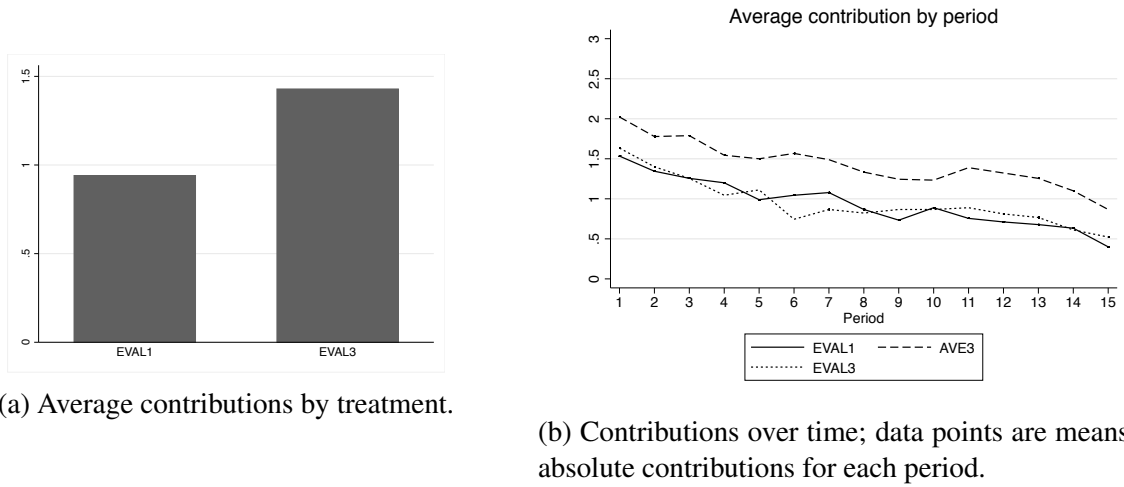 1.5
1
.5
0
EVAL1 EVAL3
(a) Average contributions by treatment.
Average contribution by period
3
2.5
2
1.5
1
.5
0
1 2 3 4 5 6 7 8 9 10 11 12 13 14 15
Period
EVAL1 AVE3
EVAL3
(b) Contributions over time; data points are means
absolute contributions for each period.